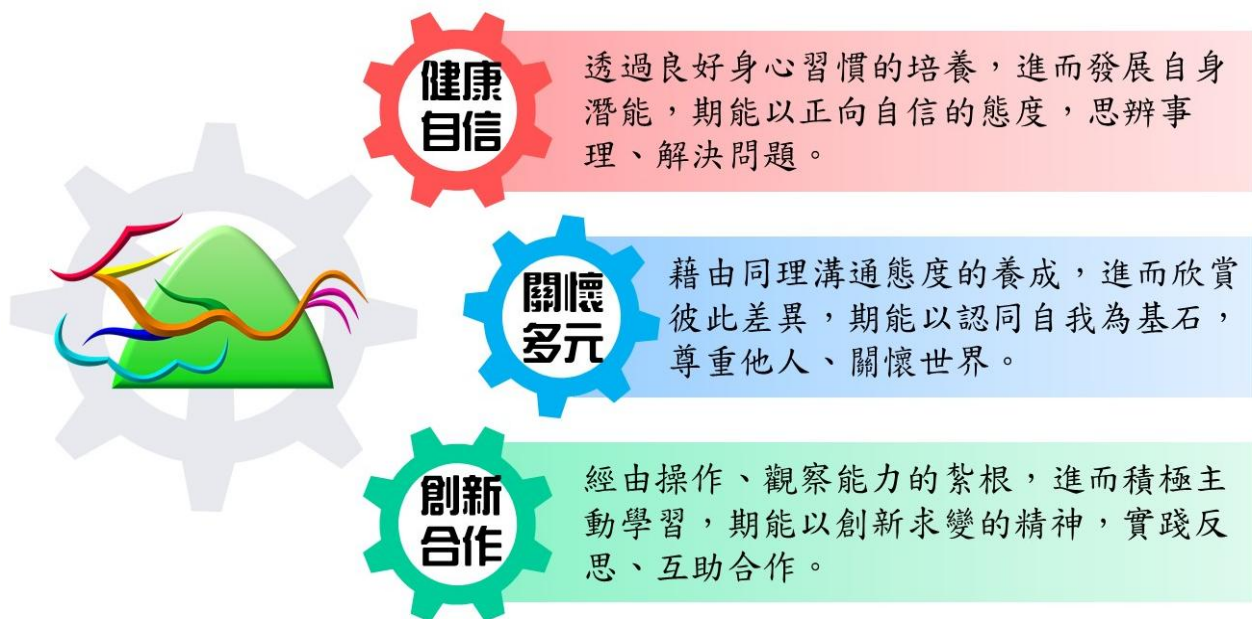 健康
自信
透過良好身心習慣的培養，進而發展自身
潛能，期能以正向自信的態度，思辨事
理、解決問題。
關懷
多元
藉由同理溝通態度的養成，進而欣賞
彼此差異，期能以認同自我為基石，
尊重他人、關懷世界。
創新
合作
經由操作、觀察能力的紮根，進而積極主
動學習，期能以創新求變的精神，實踐反
思、互助合作。